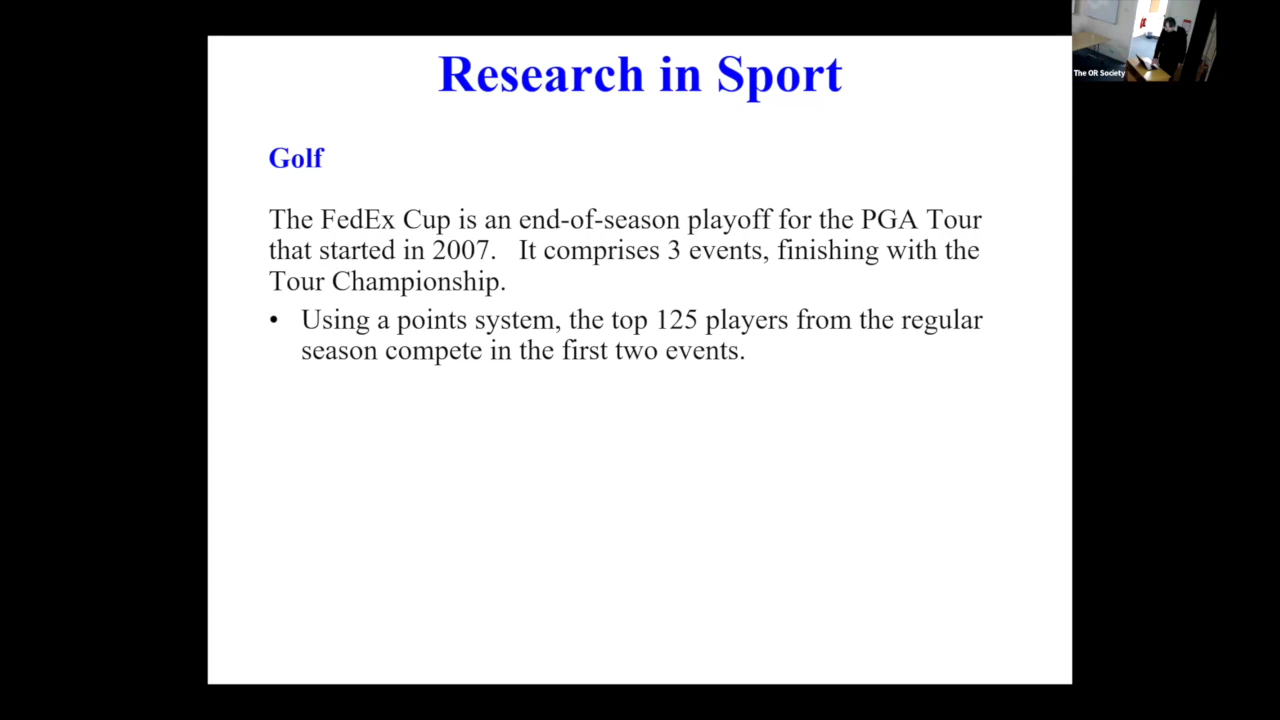 Research in Sport
The OR Society
Golf
The FedEx Cup is an end-of-season playoff for the PGA Tour
that started in 2007.   It comprises 3 events, finishing with the
Tour Championship.
• Using a points system, the top 125 players from the regular
season compete in the first two events.